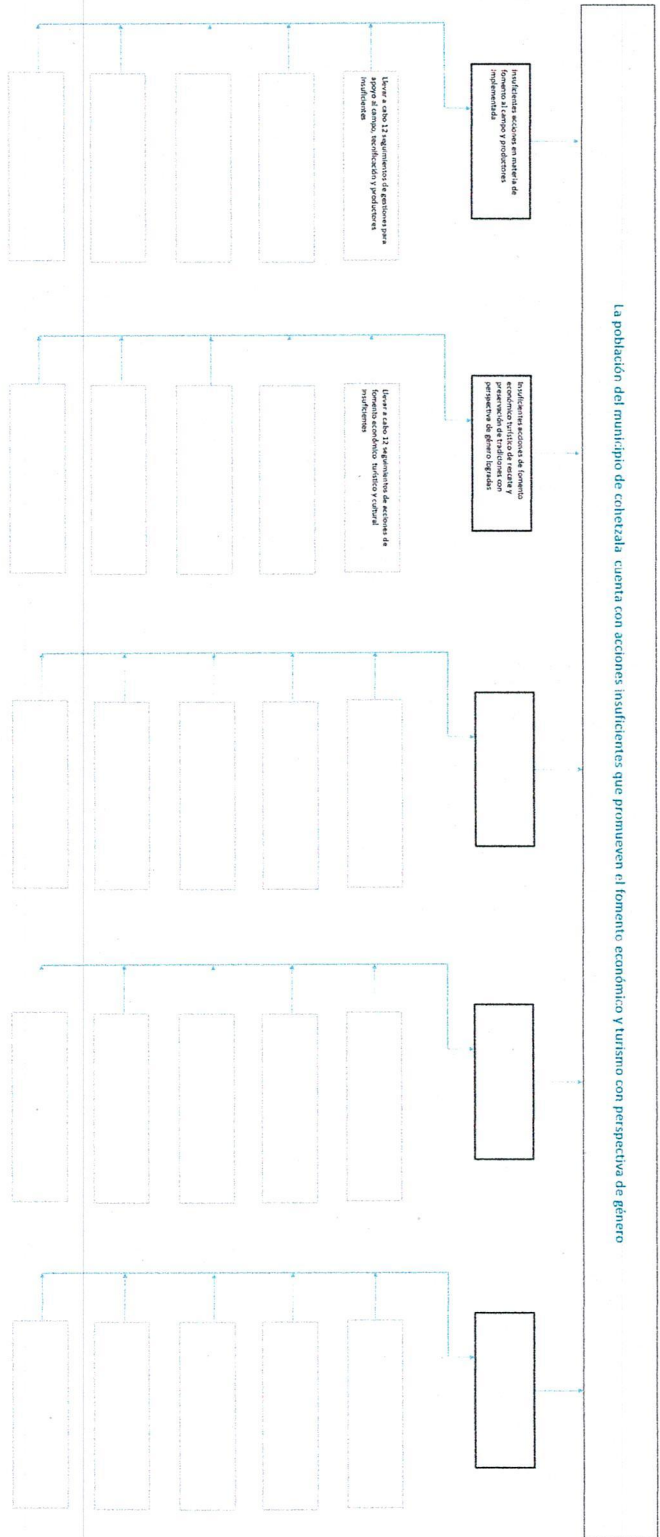 La población del municipio de cohetzala cuenta con acciones insuficientes que promueven el fomento económico y turismo con perspectiva de género
Insuficientes acciones en materia de
fomento al campo y productores
implementada
Llevar a cabo 12 seguimientos de gestiones para
apoyo al campo, tecnificación y productores
insuficientes
Insuficientes acciones de fomento
económico turístico de rescate y
preservación de tradiciones con
perspectiva de género logradas
Llevar a cabo 12 seguimientos de acciones de
fomento económico turístico y cultural
insuficientes